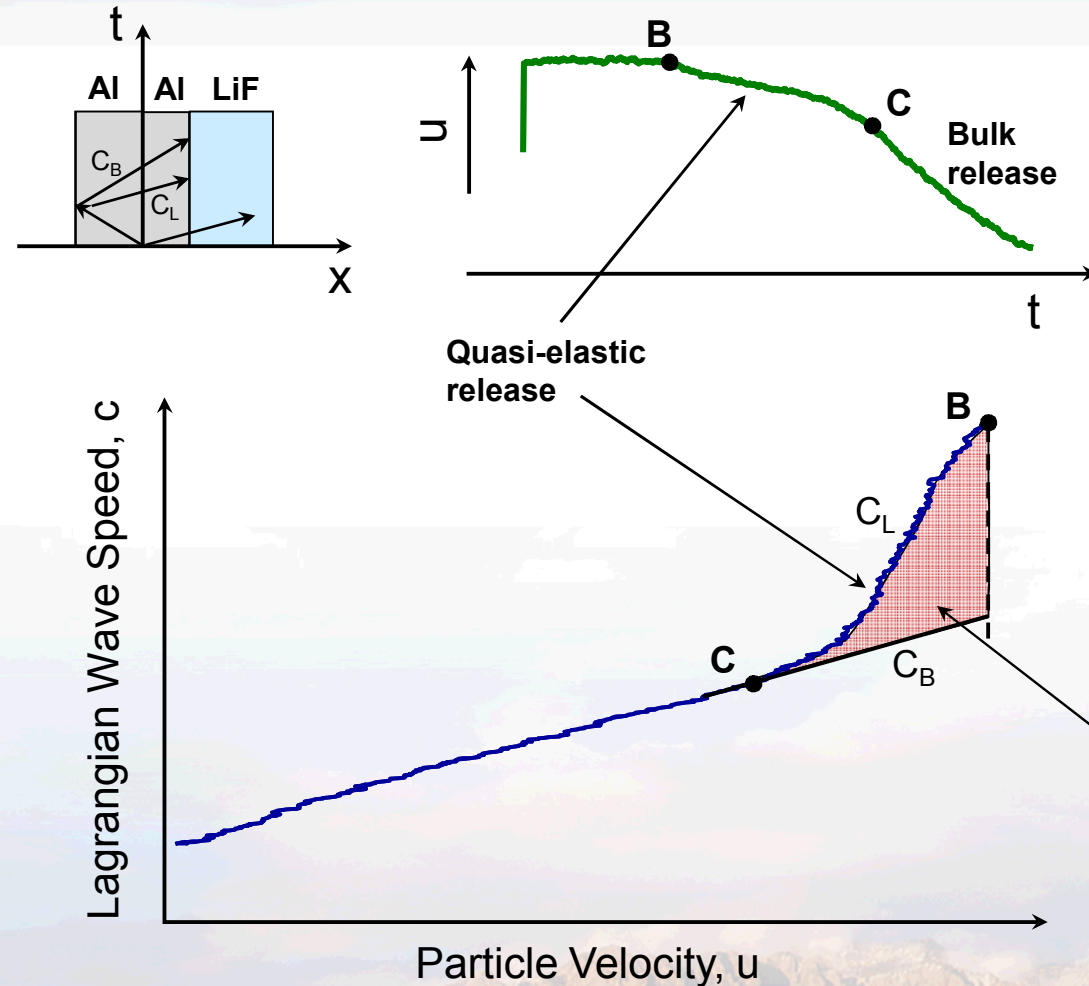 t
Al Al LiF
C_B
C_L
x
B
u
C
Bulk
release
t
Quasi-elastic
release
Lagrangian Wave Speed, c
B
C_L
C
C_B
Particle Velocity, u